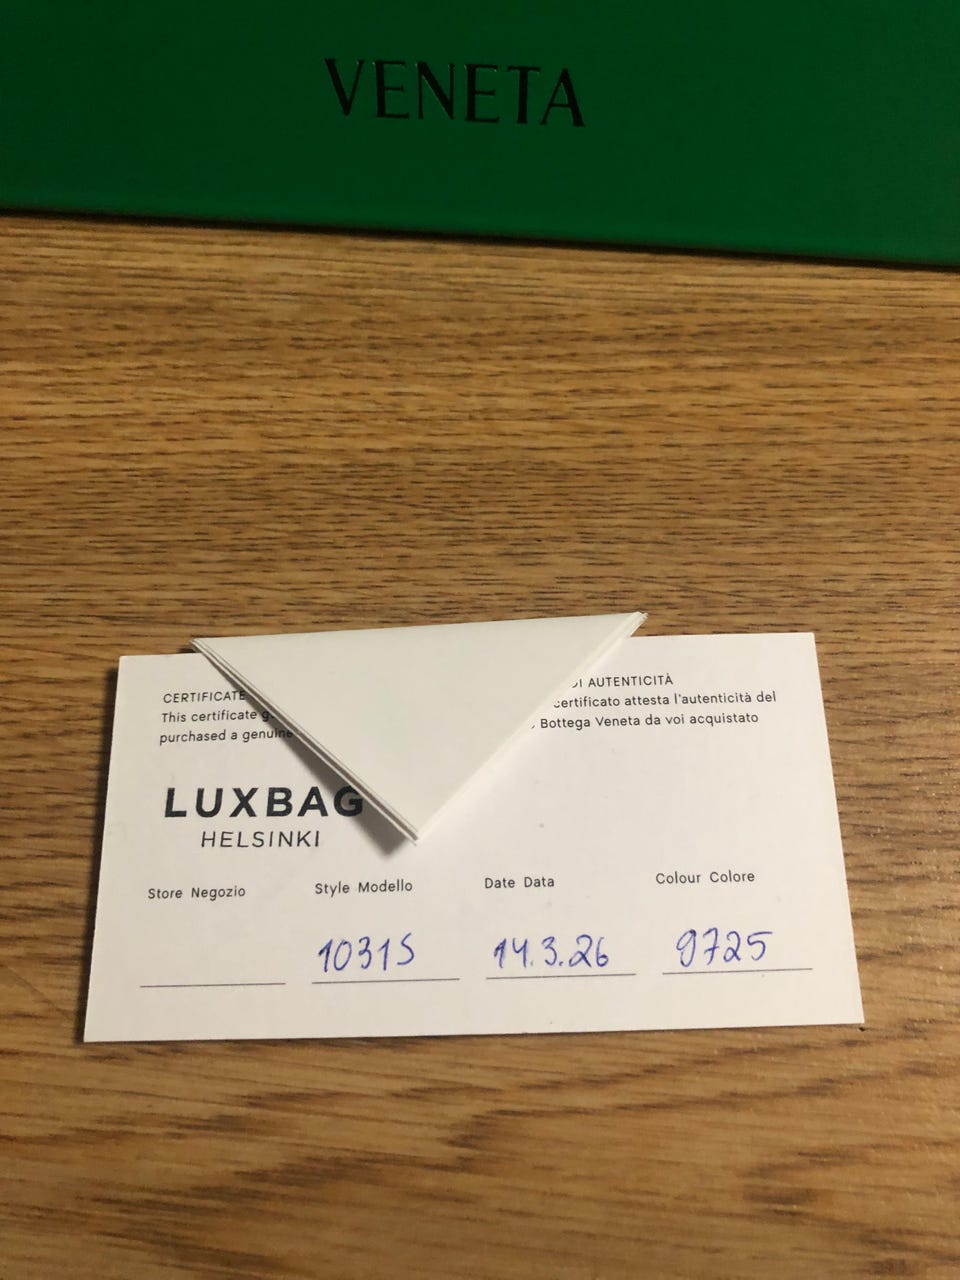 VENETA
CERTIFICATE
This certificate
purchased a genuine
DI AUTENTICITÀ
certificato attesta l'autenticità del
Bottega Veneta da voi acquistato
LUXBAG
HELSINKI
Store Negozio
Style Modello
Date Data
Colour Colore
1031S
14.3.26
9725